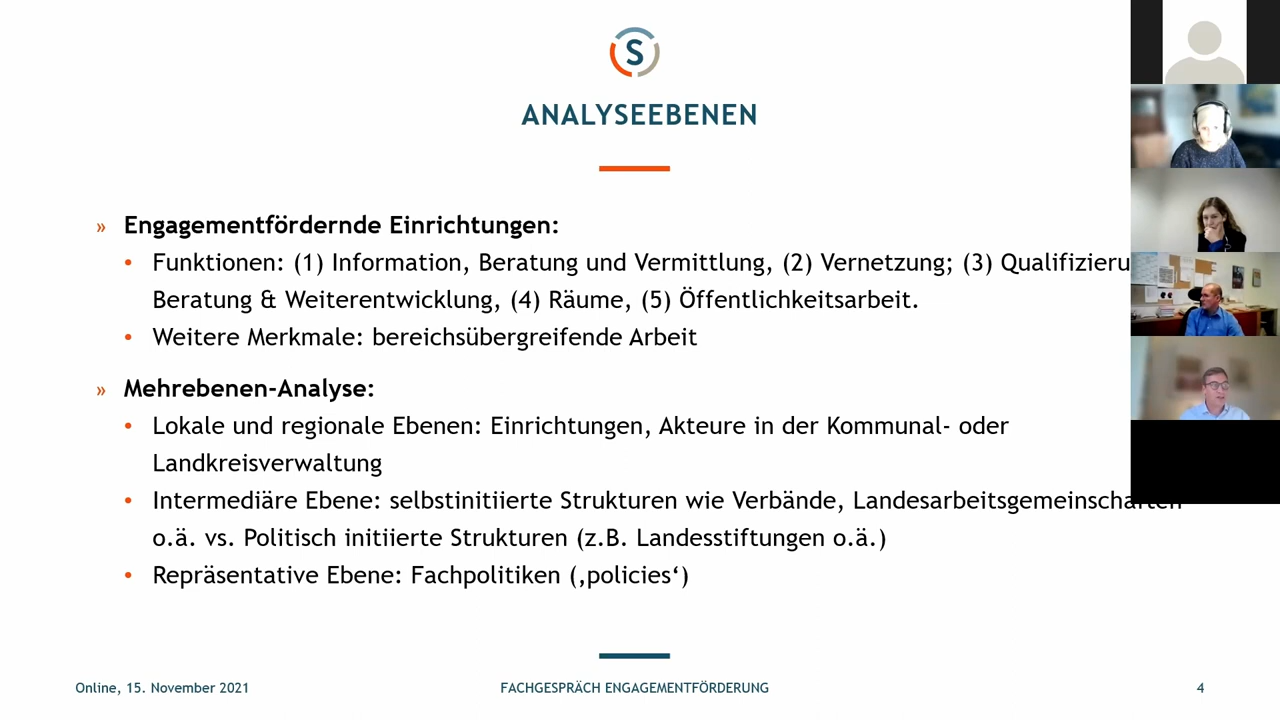 S
ANALYSEEBENEN
» Engagementfördernde Einrichtungen:
• Funktionen: (1) Information, Beratung und Vermittlung, (2) Vernetzung; (3)
Beratung & Weiterentwicklung, (4) Räume, (5) Öffentlichkeitsarbeit.
• Weitere Merkmale: bereichsübergreifende Arbeit
» Mehrebenen-Analyse:
• Lokale und regionale Ebenen: Einrichtungen, Akteure in der Kommunal- oder
Landkreisverwaltung
• Intermediäre Ebene: selbstinitiierte Strukturen wie Verbände, Landesarbeitsgemeinschaften
o.ä. vs. Politisch initiierte Strukturen (z.B. Landesstiftungen o.ä.)
• Repräsentative Ebene: Fachpolitiken (‚policies‘)
Online, 15. November 2021
FACHGESPRÄCH ENGAGEMENTFÖRDERUNG
4